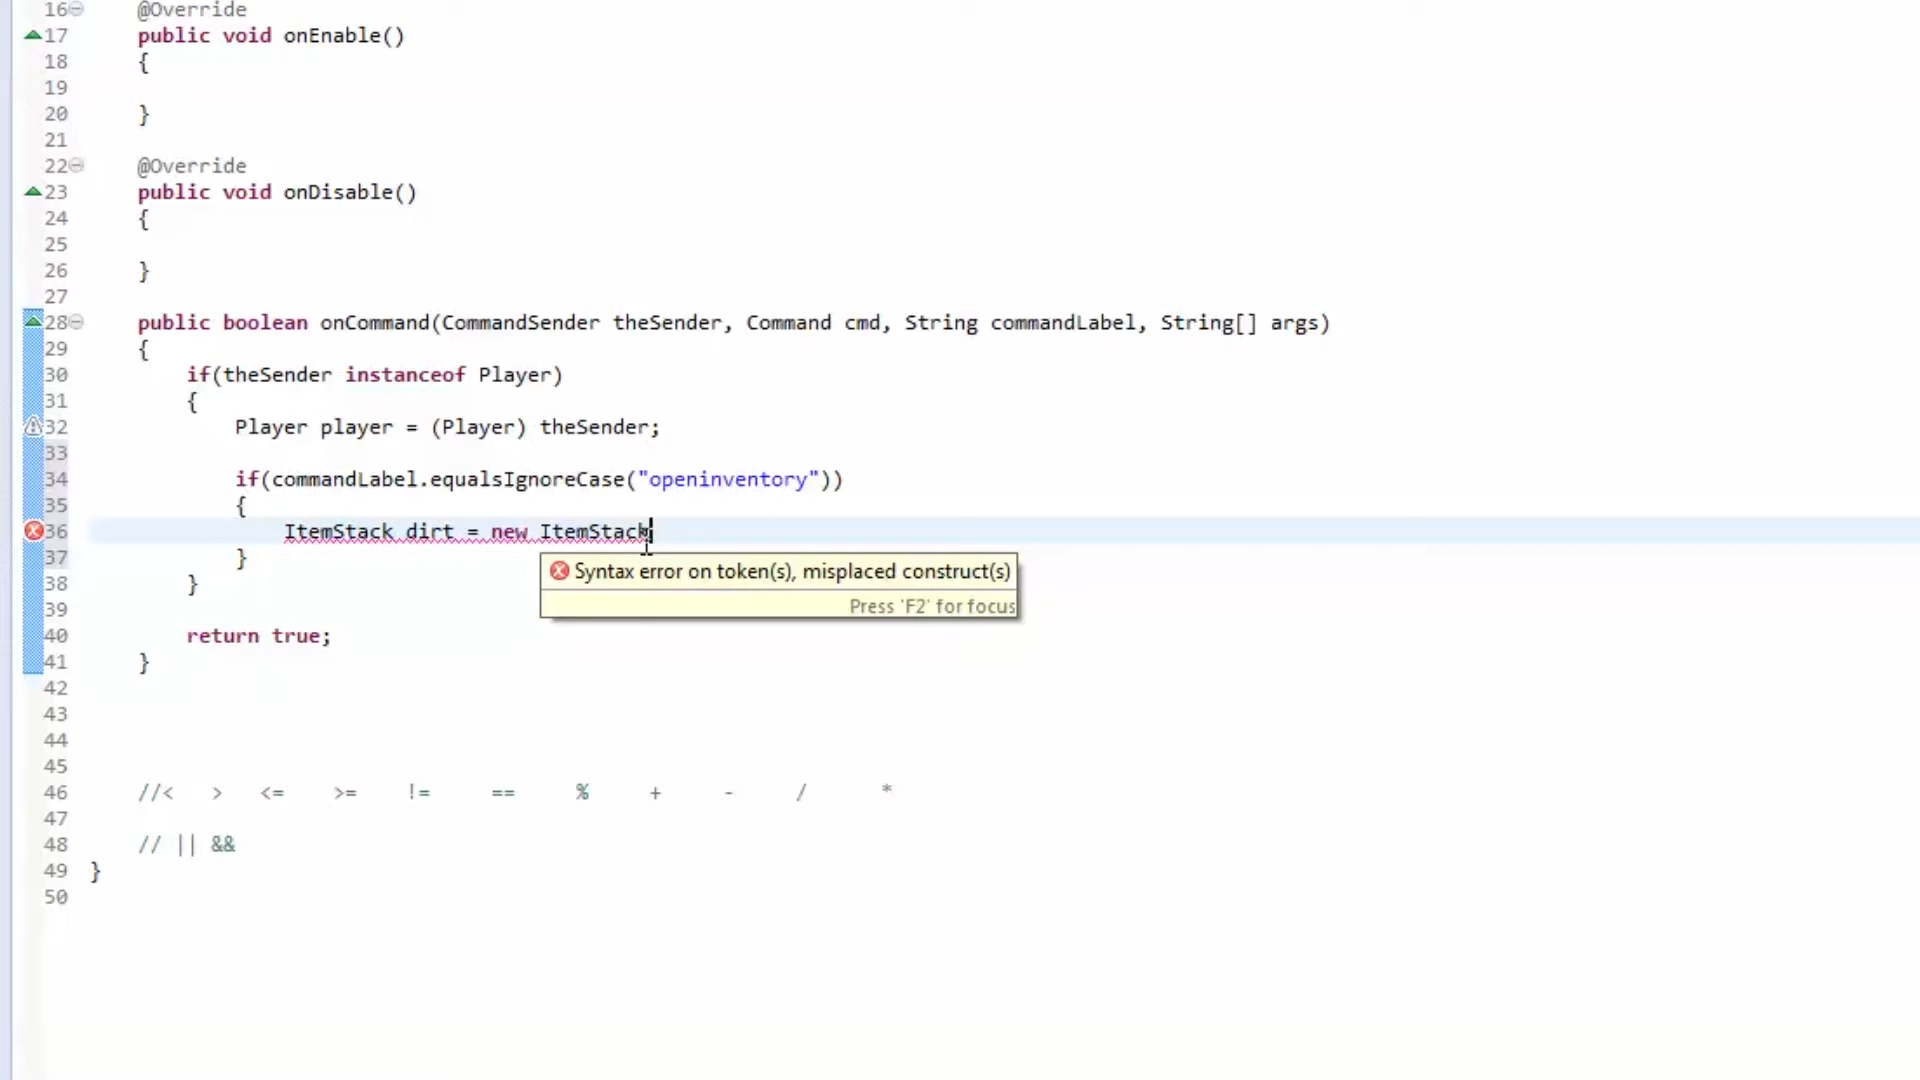 16 @Override
17 public void onEnable()
18 {
19
20 }
21
22 @Override
23 public void onDisable()
24 {
25
26 }
27
28 public boolean onCommand(CommandSender theSender, Command cmd, String commandLabel, String[] args)
29 {
30 if(theSender instanceof Player)
31 {
32 Player player = (Player) theSender;
33
34 if(commandLabel.equalsIgnoreCase("openinventory"))
35 {
36 ItemStack dirt = new ItemStack
37 }
Syntax error on token(s), misplaced construct(s)
38 }
Press 'F2' for focus
39
40 return true;
41 }
42
43
44
45
46 //< > <= >= != == % + - / *
47
48 // || &&
49 }
50